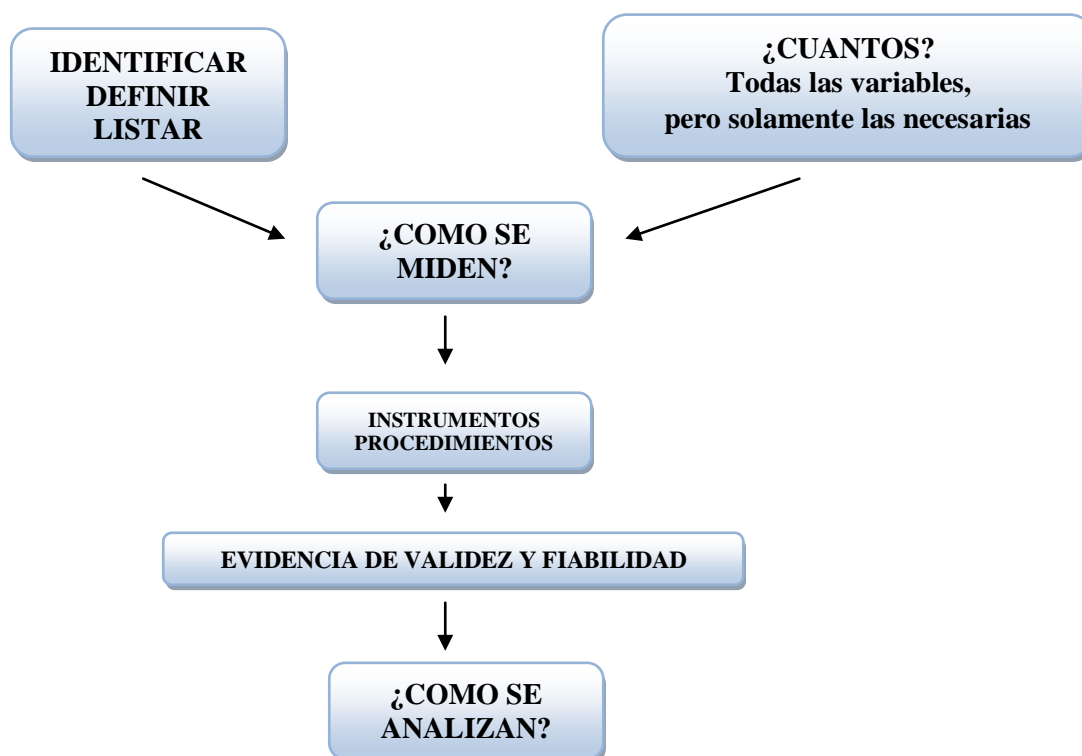 IDENTIFICAR
DEFINIR
LISTAR
¿CUANTOS?
Todas las variables,
pero solamente las necesarias
¿COMO SE
MIDEN?
INSTRUMENTOS
PROCEDIMIENTOS
EVIDENCIA DE VALIDEZ Y FIABILIDAD
¿COMO SE
ANALIZAN?